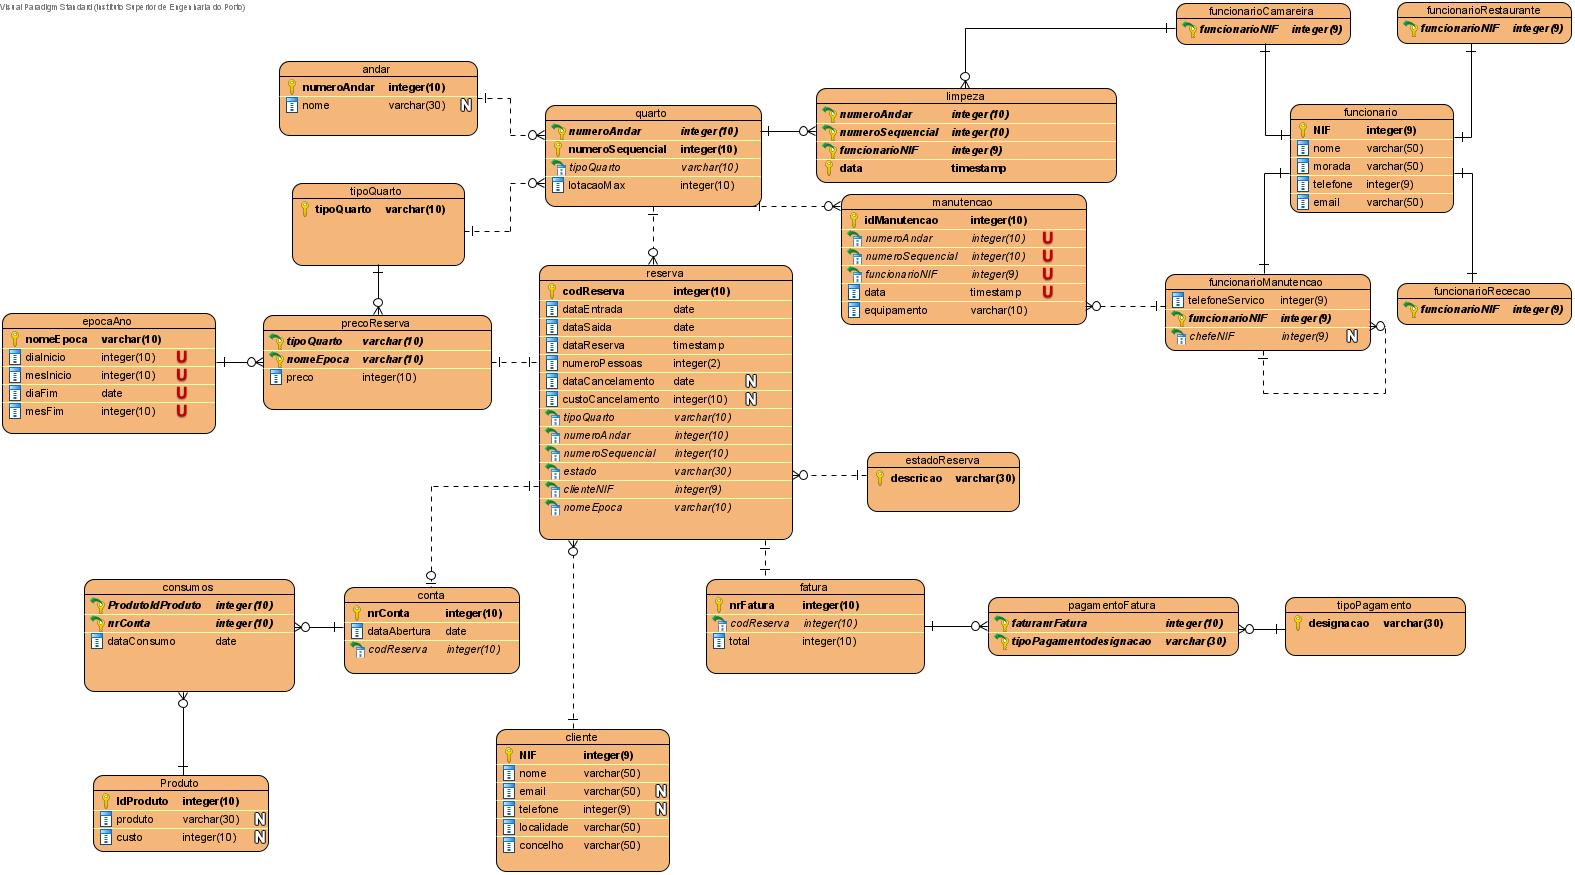 Visual Paradigm Standard (Instituto Superior de Engenharia do Porto)
funcionarioCamareira
funcionarioNIF integer(9)
funcionarioRestaurante
funcionarioNIF integer(9)
andar
numeroAndar integer(10)
nome varchar(30) N
quarto
numeroAndar integer(10)
numeroSequencial integer(10)
tipoQuarto varchar(10)
lotacaoMax integer(10)
limpeza
numeroAndar integer(10)
numeroSequencial integer(10)
funcionarioNIF integer(9)
data timestamp
funcionario
NIF integer(9)
nome varchar(50)
morada varchar(50)
telefone integer(9)
email varchar(50)
tipoQuarto
tipoQuarto varchar(10)
manutencao
idManutencao integer(10)
numeroAndar integer(10) U
numeroSequencial integer(10) U
funcionarioNIF integer(9) U
data timestamp U
equipamento varchar(10)
funcionarioManutencao
telefoneServico integer(9)
funcionarioNIF integer(9)
chefeNIF integer(9) N
funcionarioRececao
funcionarioNIF integer(9)
epocaAno
nomeEpoca varchar(10)
diaInicio integer(10) U
mesInicio integer(10) U
diaFim date U
mesFim integer(10) U
precoReserva
tipoQuarto varchar(10)
nomeEpoca varchar(10)
preco integer(10)
reserva
codReserva integer(10)
dataEntrada date
dataSaida date
dataReserva timestamp
numeroPessoas integer(2)
dataCancelamento date N
custoCancelamento integer(10) N
tipoQuarto varchar(10)
numeroAndar integer(10)
numeroSequencial integer(10)
estado varchar(30)
clienteNIF integer(9)
nomeEpoca varchar(10)
estadoReserva
descricao varchar(30)
consumos
ProdutoIdProduto integer(10)
nrConta integer(10)
dataConsumo date
conta
nrConta integer(10)
dataAbertura date
codReserva integer(10)
fatura
nrFatura integer(10)
codReserva integer(10)
total integer(10)
pagamentoFatura
faturanrFatura integer(10)
tipoPagamentodesignacao varchar(30)
tipoPagamento
designacao varchar(30)
cliente
NIF integer(9)
nome varchar(50)
email varchar(50) N
telefone integer(9) N
localidade varchar(50)
concelho varchar(50)
Produto
IdProduto integer(10)
produto varchar(30) N
custo integer(10) N